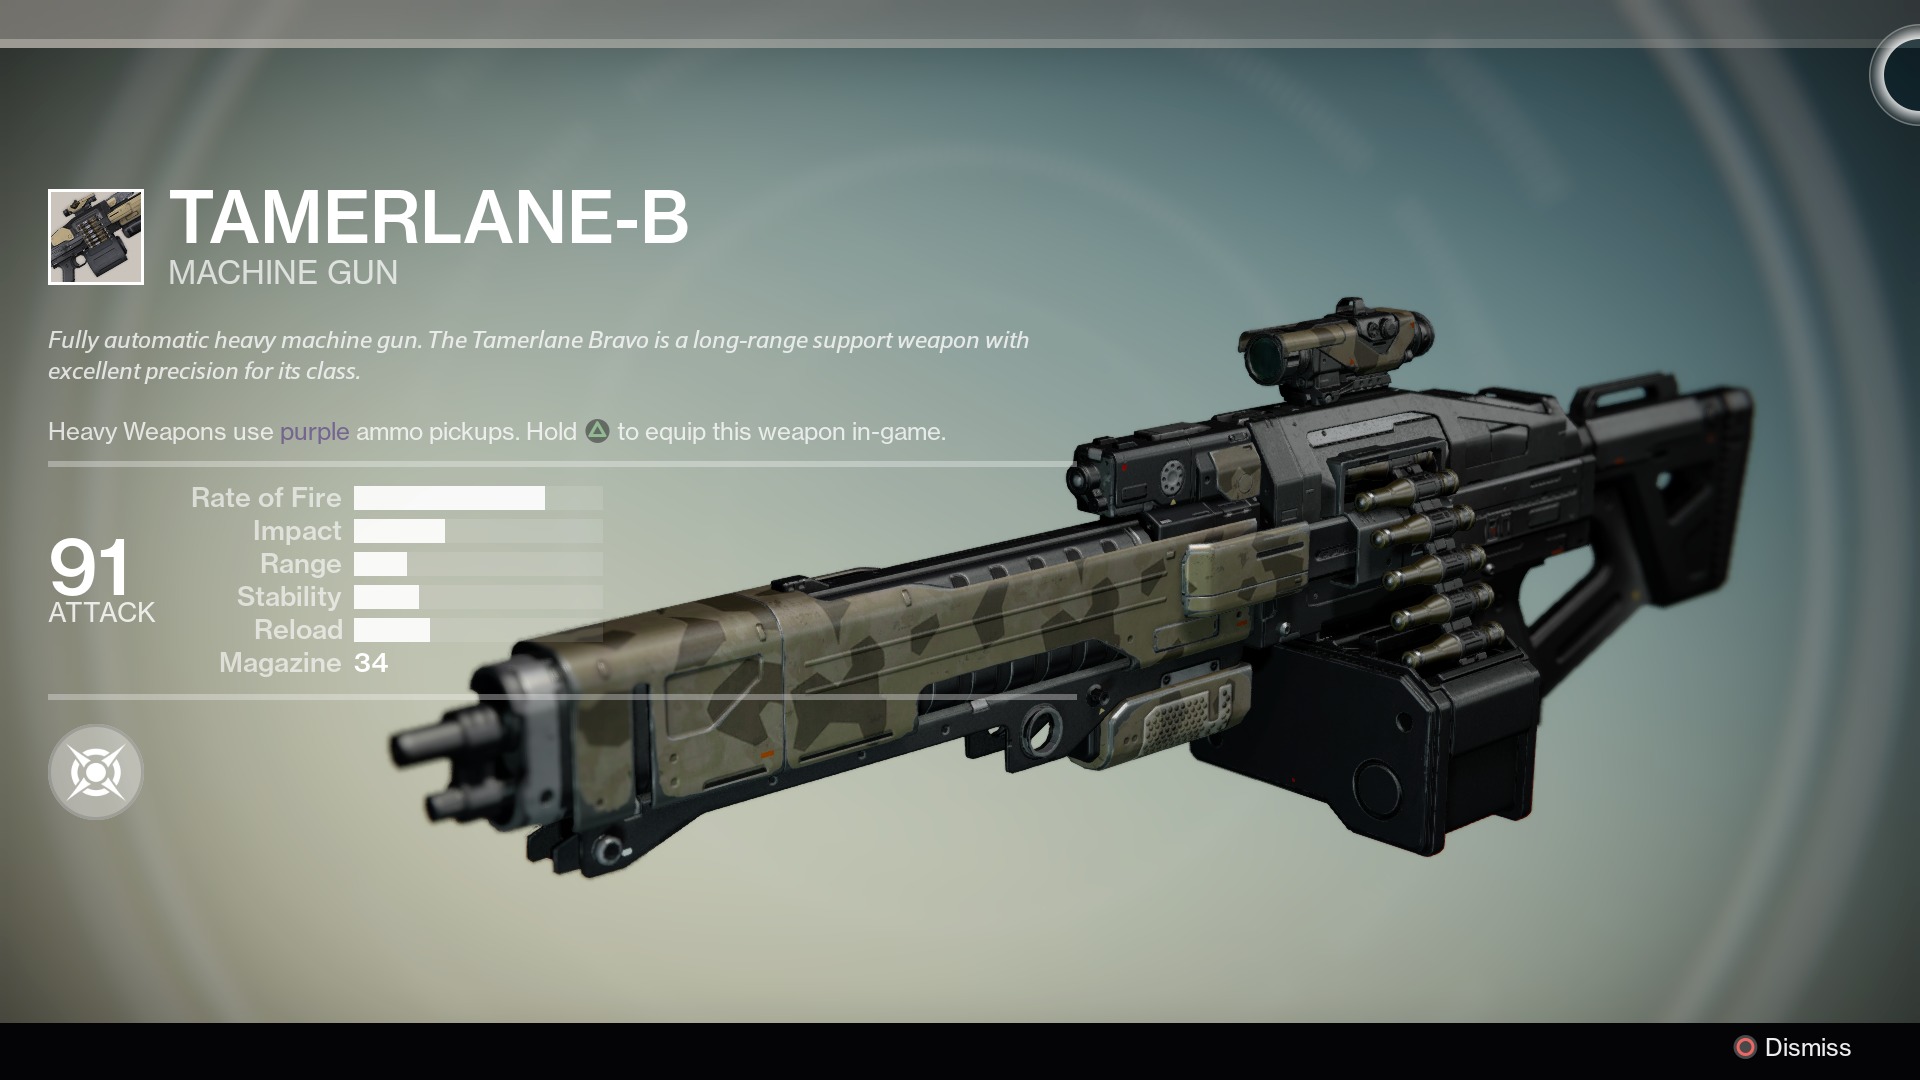 TAMERLANE-B
MACHINE GUN
Fully automatic heavy machine gun. The Tamerlane Bravo is a long-range support weapon with
excellent precision for its class.
Heavy Weapons use purple ammo pickups. Hold to equip this weapon in-game.
91
ATTACK
Rate of Fire
Impact
Range
Stability
Reload
Magazine 34
Dismiss